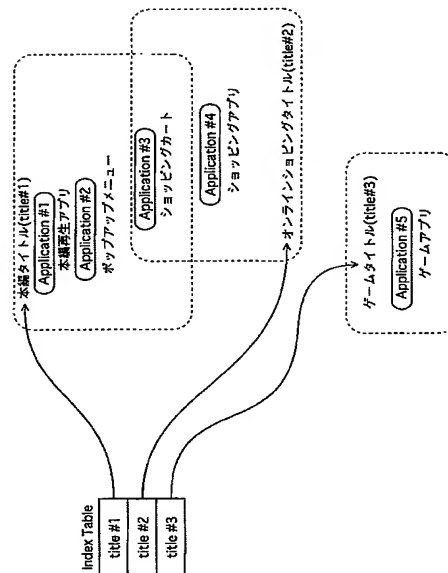 Index Table
title #1
title #2
title #3
本編タイトル(title#1)
Application #1
本編再生アプリ
Application #2
ポップアップメニュー
Application #3
ショッピングカート
Application #4
ショッピングアプリ
オンラインショピングタイトル(title#2)
ゲームタイトル(title#3)
Application #5
ゲームアプリ